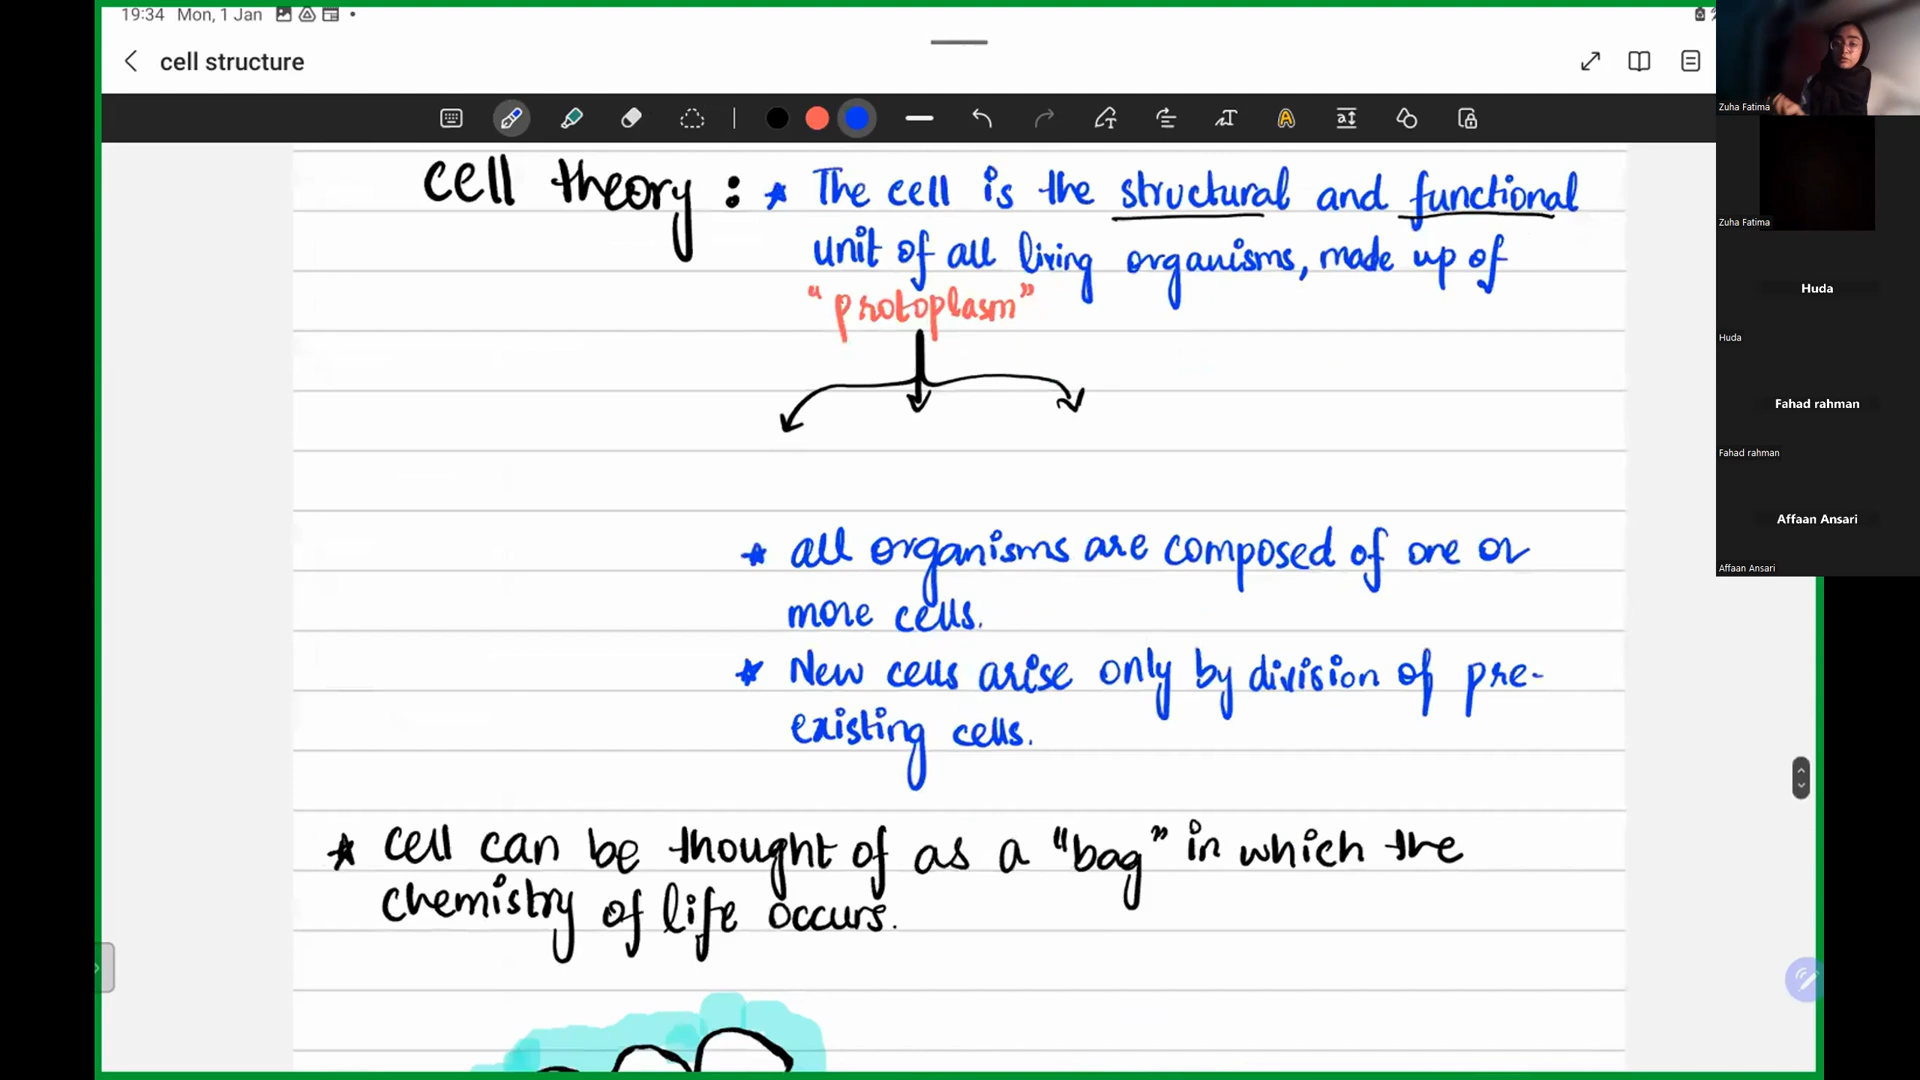 19:34 Mon, 1 Jan
cell structure
cell theory : * The cell is the structural and functional
unit of all living organisms, made up of
"protoplasm"
* all organisms are composed of one or
more cells.
* New cells arise only by division of pre-
existing cells.
* cell can be thought of as a "bag" in which the
chemistry of life occurs.
Zuha Fatima
Zuha Fatima
Huda
Huda
Fahad rahman
Fahad rahman
Affaan Ansari
Affaan Ansari